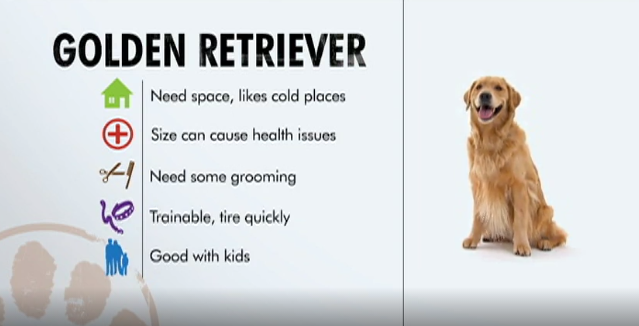 GOLDEN RETRIEVER
Need space, likes cold places
Size can cause health issues
Need some grooming
Trainable, tire quickly
Good with kids